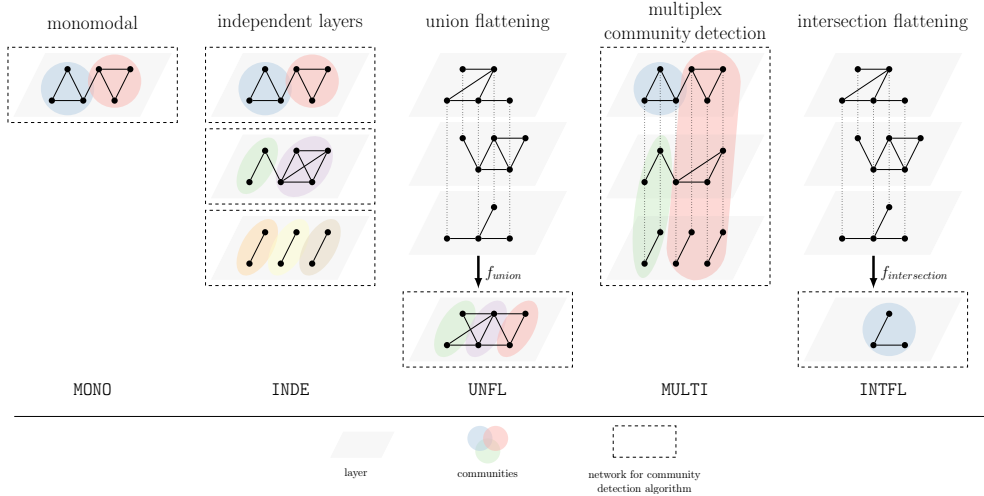 monomodal
independent layers
union flattening
multiplex
community detection
intersection flattening
f_union
f_intersection
MONO
INDE
UNFL
MULTI
INTFL
layer
communities
network for community
detection algorithm